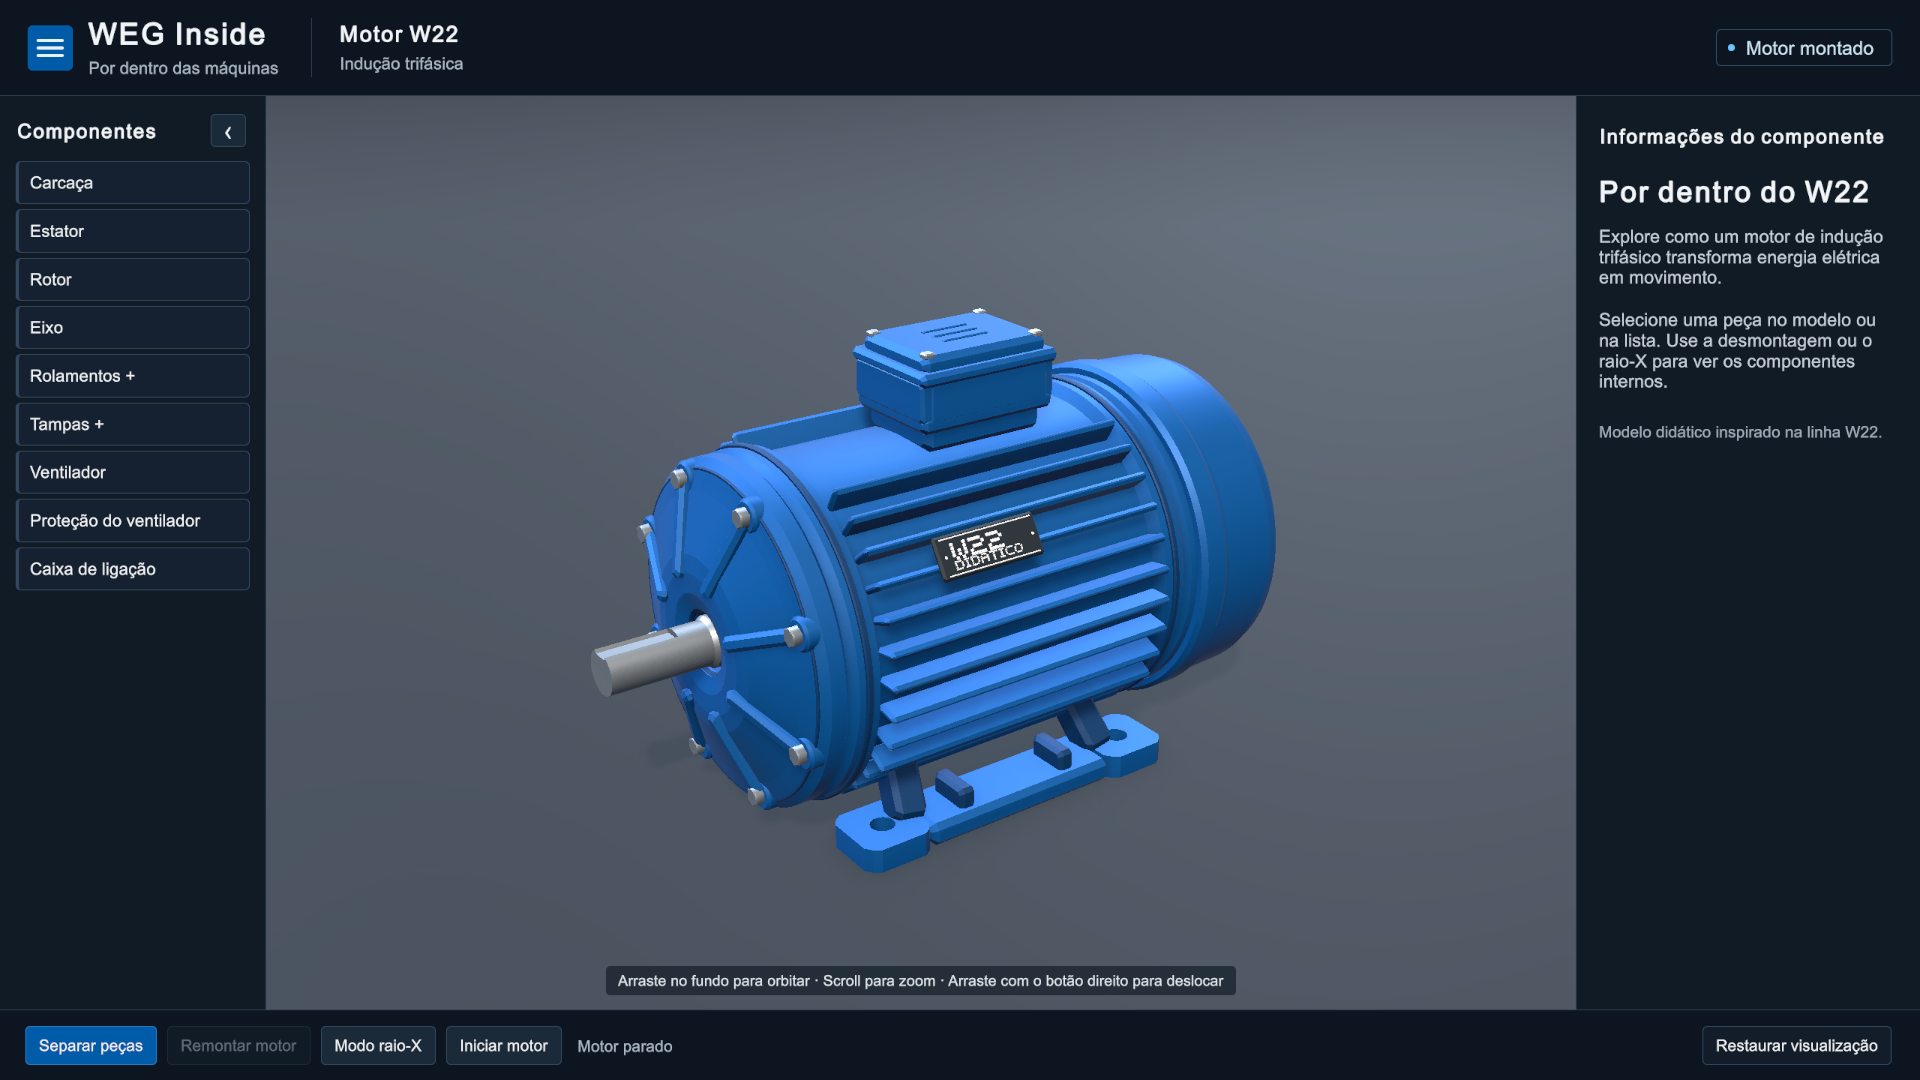 WEG Inside
Por dentro das máquinas
Motor W22
Indução trifásica
Motor montado
Componentes
Carcaça
Estator
Rotor
Eixo
Rolamentos +
Tampas +
Ventilador
Proteção do ventilador
Caixa de ligação
W22
DIDÁTICO
Arraste no fundo para orbitar · Scroll para zoom · Arraste com o botão direito para deslocar
Informações do componente
Por dentro do W22
Explore como um motor de indução
trifásico transforma energia elétrica
em movimento.
Selecione uma peça no modelo ou
na lista. Use a desmontagem ou o
raio-X para ver os componentes
internos.
Modelo didático inspirado na linha W22.
Separar peças
Remontar motor
Modo raio-X
Iniciar motor
Motor parado
Restaurar visualização